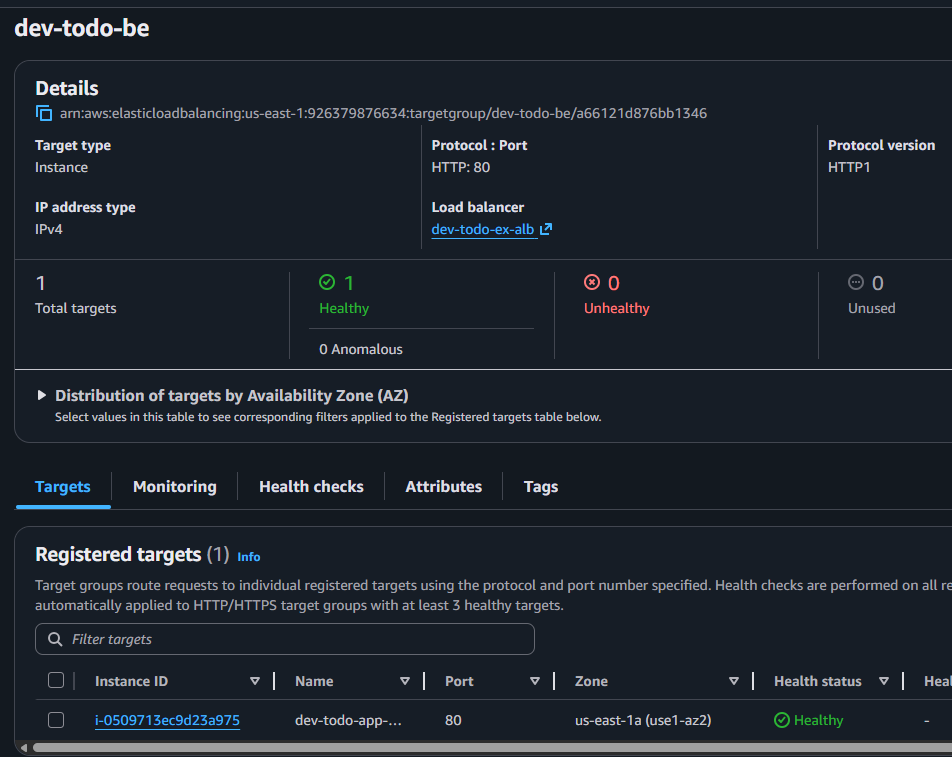 dev-todo-be
Details
arn:aws:elasticloadbalancing:us-east-1:926379876634:targetgroup/dev-todo-be/a66121d876bb1346
Target type
Instance
Protocol : Port
HTTP: 80
Protocol version
HTTP1
IP address type
IPv4
Load balancer
dev-todo-ex-alb
1
Total targets
1
Healthy
0 Anomalous
0
Unhealthy
0
Unused
Distribution of targets by Availability Zone (AZ)
Select values in this table to see corresponding filters applied to the Registered targets table below.
Targets Monitoring Health checks Attributes Tags
Registered targets (1) Info
Target groups route requests to individual registered targets using the protocol and port number specified. Health checks are performed on all re
automatically applied to HTTP/HTTPS target groups with at least 3 healthy targets.
Filter targets
Instance ID Name Port Zone Health status Heal
i-0509713ec9d23a975 dev-todo-app-... 80 us-east-1a (use1-az2) Healthy -